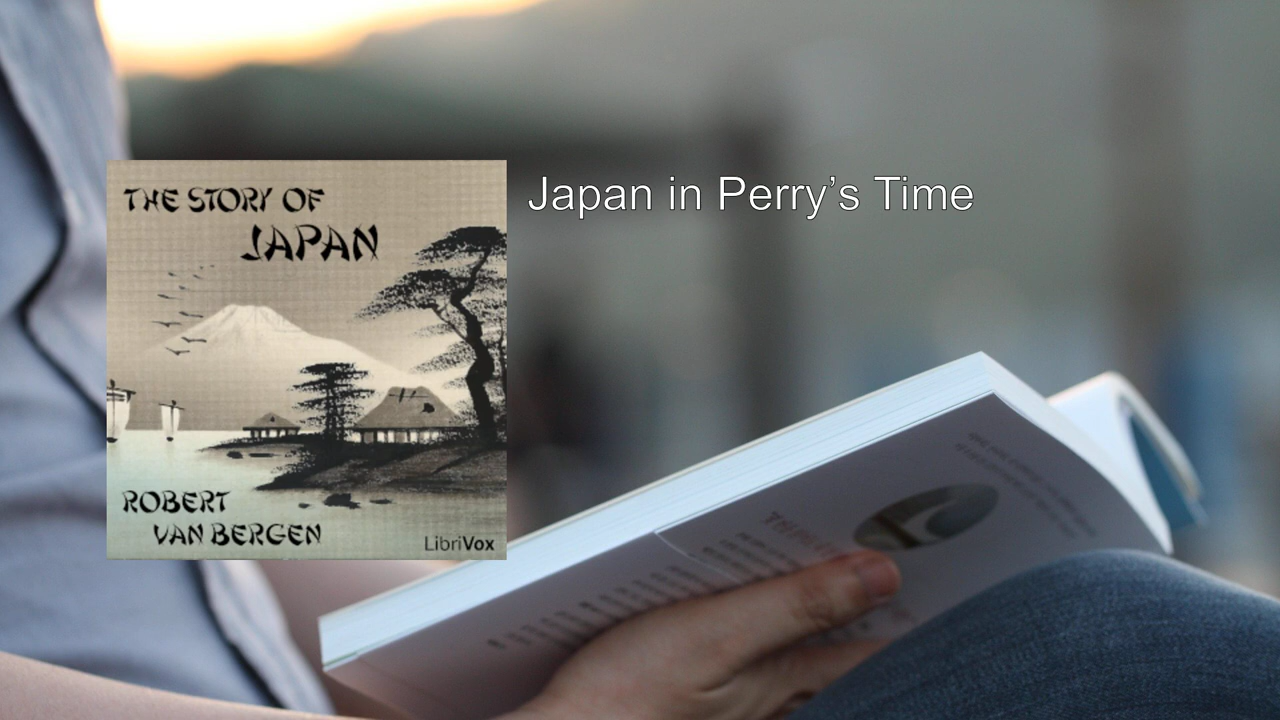 THE STORY OF
JAPAN
ROBERT
VAN BERGEN
LibriVox
Japan in Perry’s Time